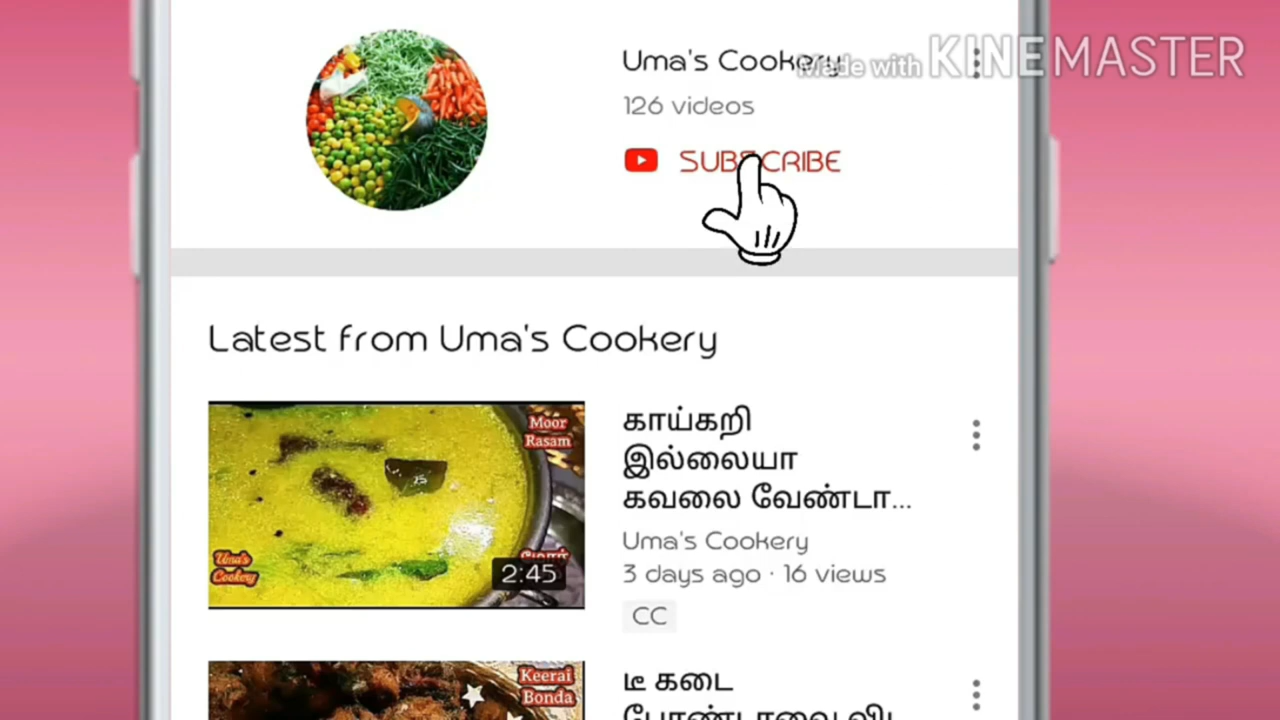 Uma's Cookery
Made with KINEMASTER
126 videos
SUBSCRIBE
Latest from Uma's Cookery
Moor
Rasam
காய்கறி
இல்லையா
கவலை வேண்டா...
Uma's Cookery
3 days ago · 16 views
CC
Uma's
Cookery
மோர்
2:45
Keerai
Bonda
டீ கடை